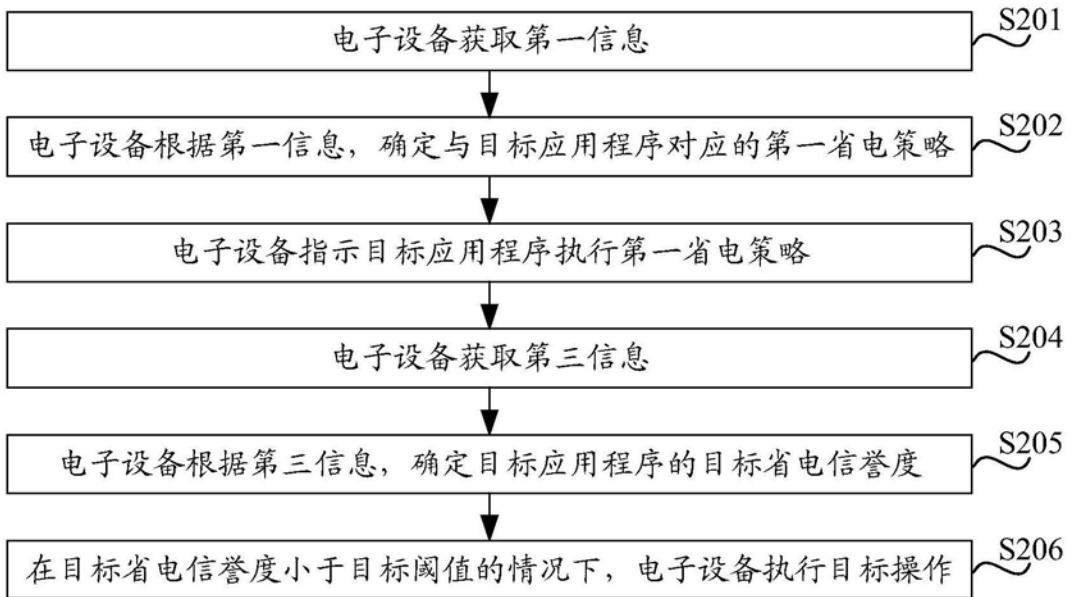 电子设备获取第一信息
S201
电子设备根据第一信息，确定与目标应用程序对应的第一省电策略
S202
电子设备指示目标应用程序执行第一省电策略
S203
电子设备获取第三信息
S204
电子设备根据第三信息，确定目标应用程序的目标省电信誉度
S205
在目标省电信誉度小于目标阈值的情况下，电子设备执行目标操作
S206